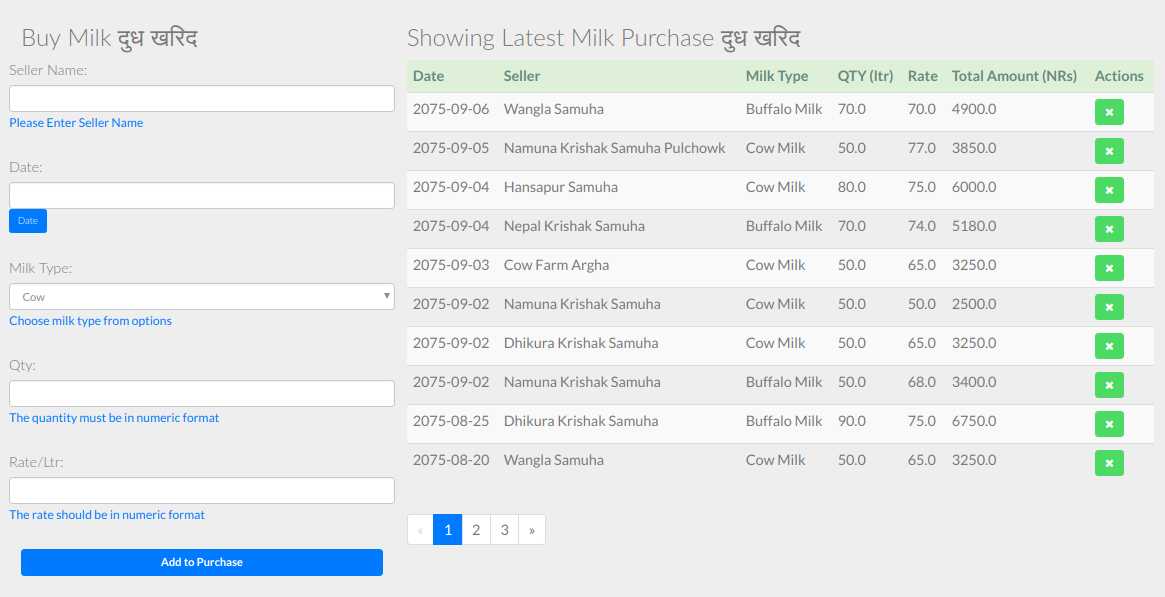 Buy Milk दुध खरिद
Seller Name:
Please Enter Seller Name
Date:
Date
Milk Type:
Cow
Choose milk type from options
Qty:
The quantity must be in numeric format
Rate/Ltr:
The rate should be in numeric format
Add to Purchase
Showing Latest Milk Purchase दुध खरिद
Date Seller Milk Type QTY (ltr) Rate Total Amount (NRs) Actions
2075-09-06 Wangla Samuha Buffalo Milk 70.0 70.0 4900.0
2075-09-05 Namuna Krishak Samuha Pulchowk Cow Milk 50.0 77.0 3850.0
2075-09-04 Hansapur Samuha Cow Milk 80.0 75.0 6000.0
2075-09-04 Nepal Krishak Samuha Buffalo Milk 70.0 74.0 5180.0
2075-09-03 Cow Farm Argha Cow Milk 50.0 65.0 3250.0
2075-09-02 Namuna Krishak Samuha Cow Milk 50.0 50.0 2500.0
2075-09-02 Dhikura Krishak Samuha Cow Milk 50.0 65.0 3250.0
2075-09-02 Namuna Krishak Samuha Buffalo Milk 50.0 68.0 3400.0
2075-08-25 Dhikura Krishak Samuha Buffalo Milk 90.0 75.0 6750.0
2075-08-20 Wangla Samuha Cow Milk 50.0 65.0 3250.0
« 1 2 3 »